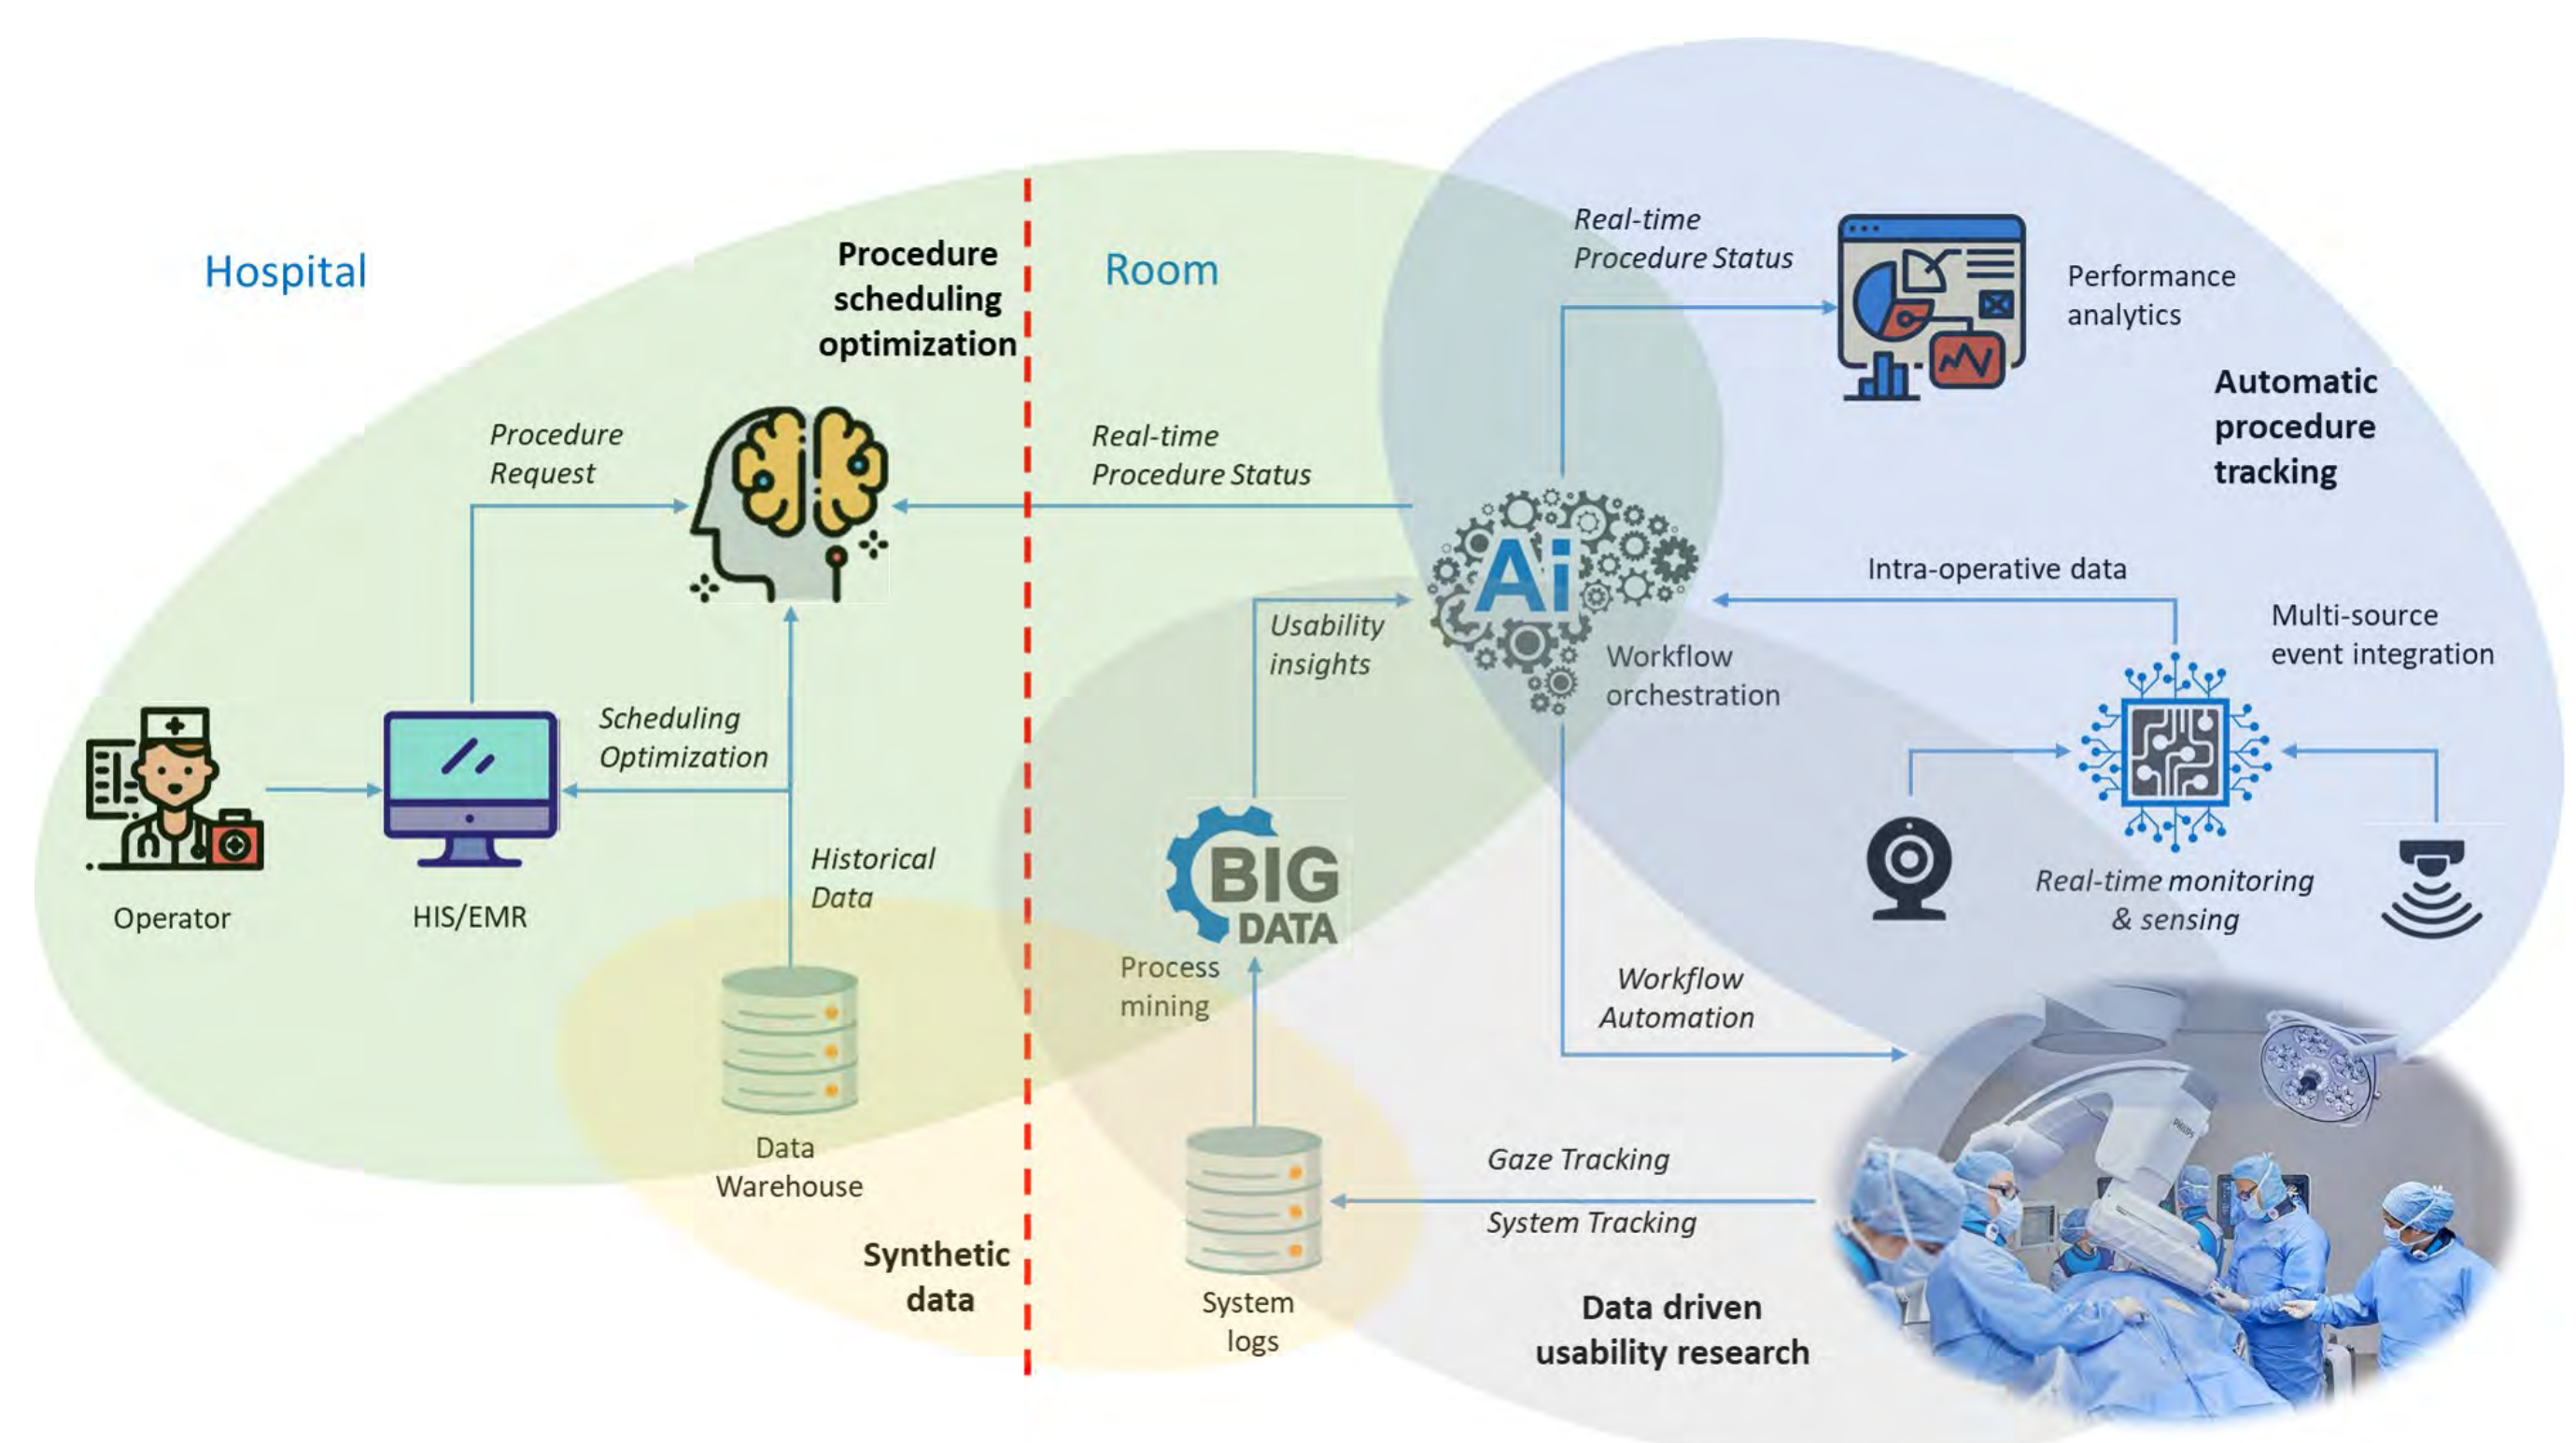 Hospital
Procedure
scheduling
optimization
Room
Real-time
Procedure Status
Performance
analytics
Automatic
procedure
tracking
Procedure
Request
Real-time
Procedure Status
Ai
Intra-operative data
Usability
insights
Workflow
orchestration
Multi-source
event integration
Scheduling
Optimization
Historical
Data
BIG
DATA
Real-time monitoring
& sensing
Operator
HIS/EMR
Process
mining
Workflow
Automation
Data
Warehouse
Gaze Tracking
System Tracking
PHILIPS
Synthetic
data
System
logs
Data driven
usability research